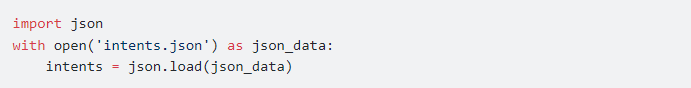 import json
with open('intents.json') as json_data:
    intents = json.load(json_data)